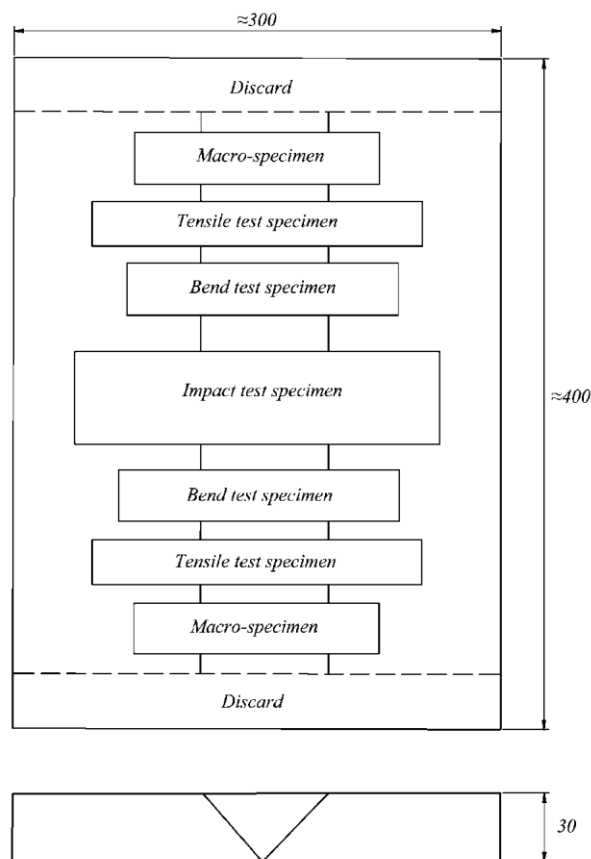 ≈300
Discard
Macro-specimen
Tensile test specimen
Bend test specimen
Impact test specimen
≈400
Bend test specimen
Tensile test specimen
Macro-specimen
Discard
30